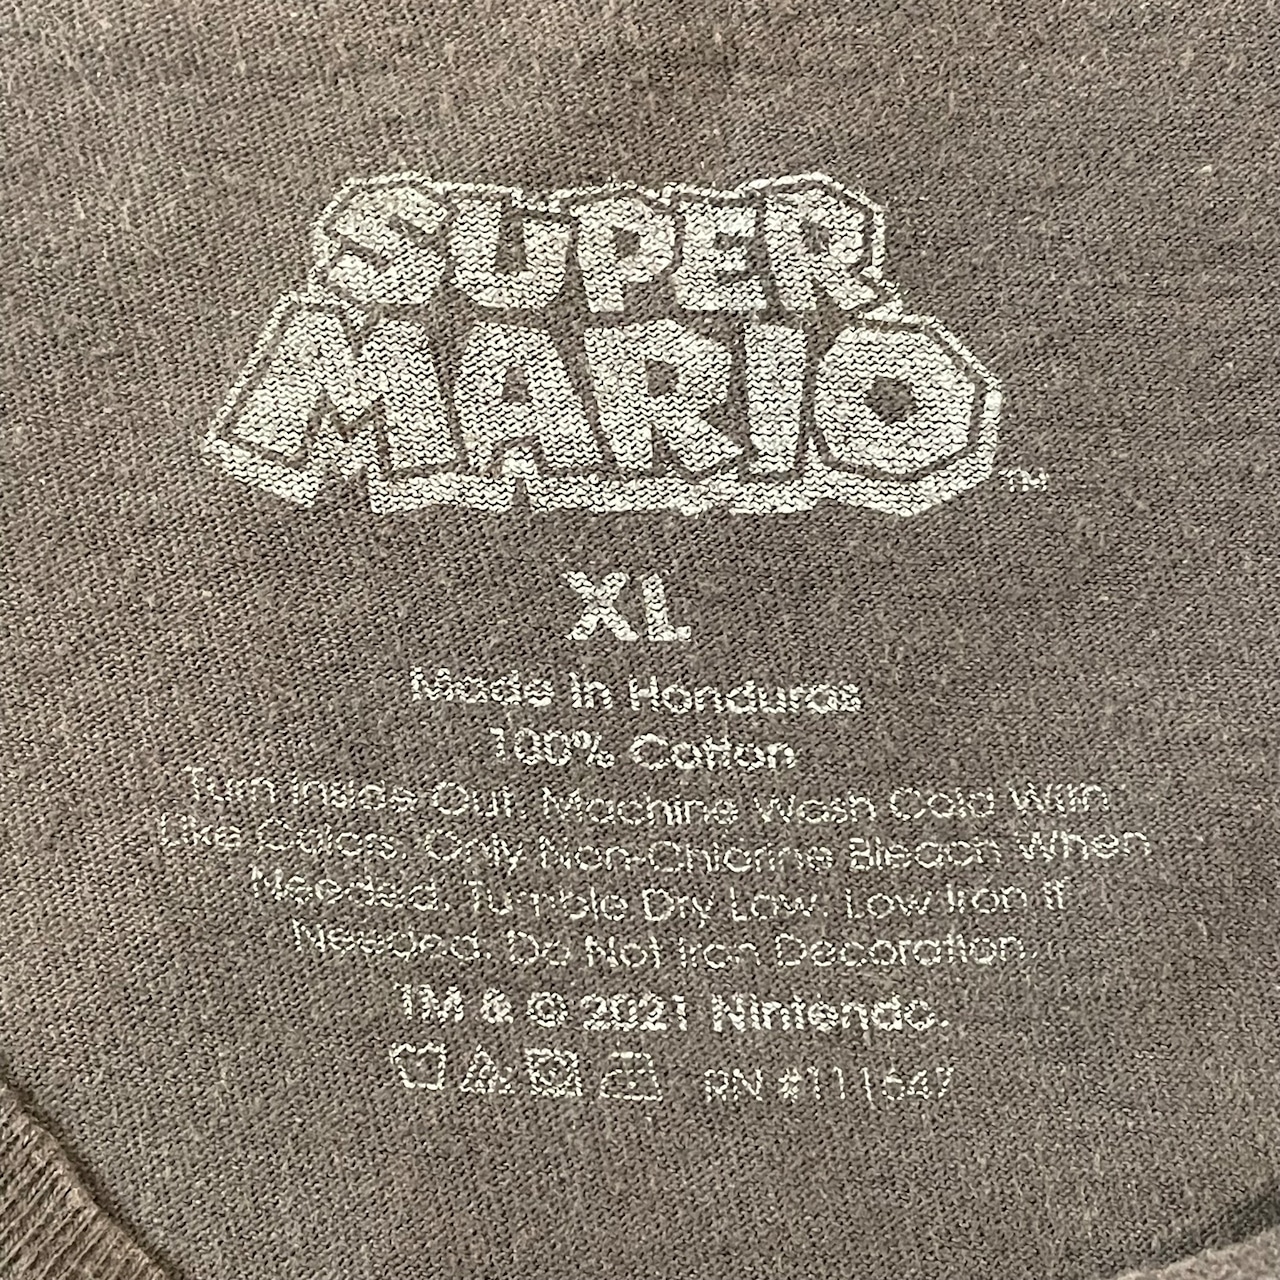 SUPER
MARIO
TM
XL
Made in Honduras
100% Cotton
Turn Inside Out. Machine Wash Cold With
Like Colors. Only Non-Chlorine Bleach When
Needed. Tumble Dry Low. Low Iron If
Needed. Do Not Iron Decoration.
TM & © 2021 Nintendo.
RN #111647